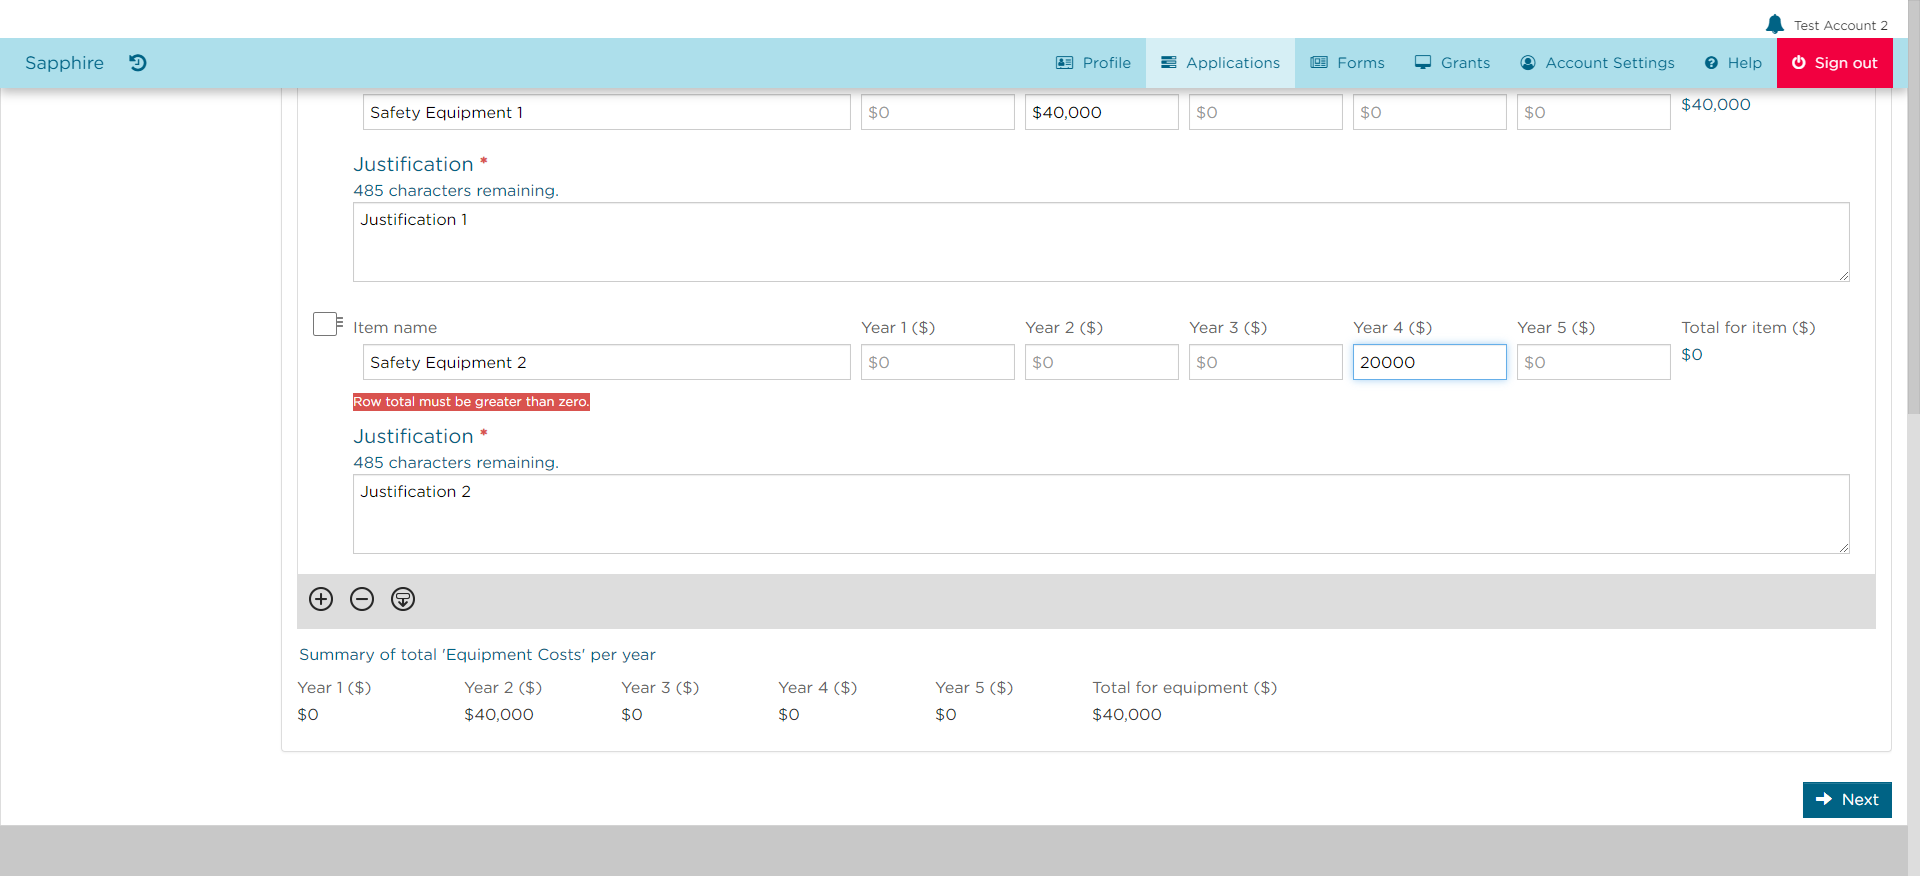 Test Account 2
Sapphire Profile Applications Forms Grants Account Settings Help Sign out
Safety Equipment 1 $0 $40,000 $0 $0 $0 $40,000
Justification *
485 characters remaining.
Justification 1
Item name Year 1 ($) Year 2 ($) Year 3 ($) Year 4 ($) Year 5 ($) Total for item ($)
Safety Equipment 2 $0 $0 $0 20000 $0 $0
Row total must be greater than zero.
Justification *
485 characters remaining.
Justification 2
Summary of total 'Equipment Costs' per year
Year 1 ($) Year 2 ($) Year 3 ($) Year 4 ($) Year 5 ($) Total for equipment ($)
$0 $40,000 $0 $0 $0 $40,000
Next